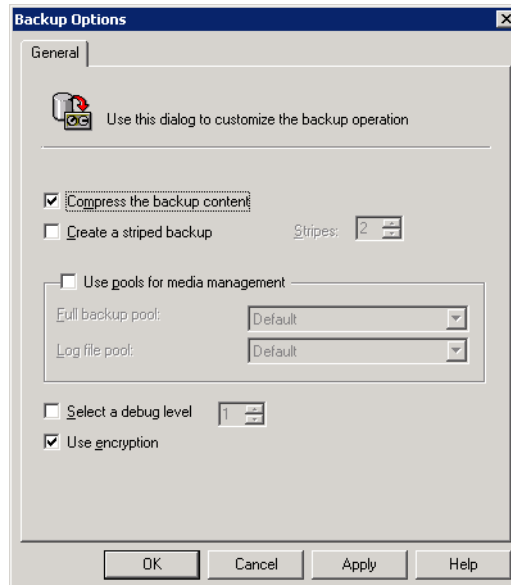 Backup Options
General
Use this dialog to customize the backup operation
Compress the backup content
Create a striped backup Stripes: 2
Use pools for media management
Full backup pool: Default
Log file pool: Default
Select a debug level 1
Use encryption
OK Cancel Apply Help